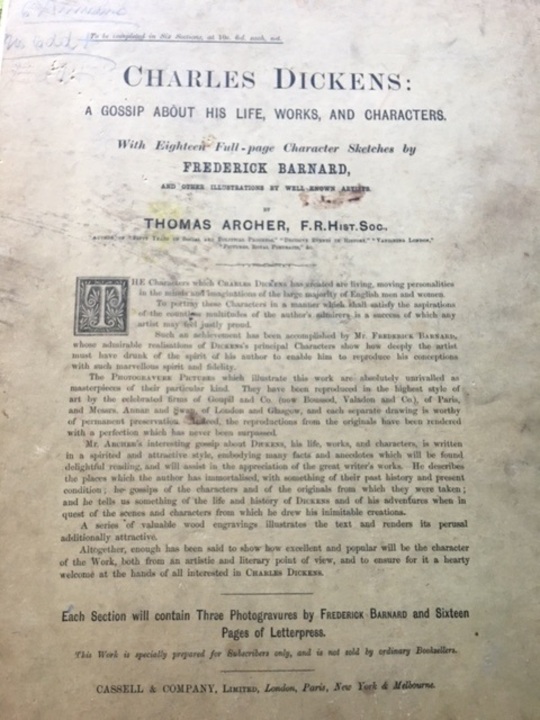 To be completed in Six Sections, at 10s. 6d. each, net.
CHARLES DICKENS:
A GOSSIP ABOUT HIS LIFE, WORKS, AND CHARACTERS.
With Eighteen Full-page Character Sketches by
FREDERICK BARNARD,
AND OTHER ILLUSTRATIONS BY WELL KNOWN ARTISTS
BY
THOMAS ARCHER, F.R.HIST.SOC.
AUTHOR OF "FIFTY YEARS OF SOCIAL AND POLITICAL PROGRESS," "DECISIVE EVENTS IN HISTORY,"
"PICTURES, ROYAL PORTRAITS," &c.
THE Characters which CHARLES DICKENS has created are living, moving personalities
in the minds and imaginations of the large majority of English men and women.
To portray these Characters in a manner which shall satisfy the aspirations
of the countless multitudes of the author's admirers is a success of which any
artist may feel justly proud.
Such an achievement has been accomplished by MR. FREDERICK BARNARD,
whose admirable realisations of DICKENS'S principal Characters show how deeply the artist
must have drunk of the spirit of his author to enable him to reproduce his conceptions
with such marvellous spirit and fidelity.
The PHOTOGRAVURE PICTURES which illustrate this work are absolutely unrivalled as
masterpieces of their particular kind. They have been reproduced in the highest style of
art by the celebrated firms of Goupil and Co. (now Boussod, Valadon and Co.), of Paris,
and Messrs. Annan and Swan, of London and Glasgow, and each separate drawing is worthy
of permanent preservation. Indeed, the reproductions from the originals have been rendered
with a perfection which has never been surpassed.
MR. ARCHER'S interesting gossip about DICKENS, his life, works, and characters, is written
in a spirited and attractive style, embodying many facts and anecdotes which will be found
delightful reading, and will assist in the appreciation of the great writer's works. He describes
the places which the author has immortalised, with something of their past history and present
condition; he gossips of the characters and of the originals from which they were taken;
and he tells us something of the life and history of DICKENS and of his adventures when in
quest of the scenes and characters from which he drew his inimitable creations.
A series of valuable wood engravings illustrates the text and renders its perusal
additionally attractive.
Altogether, enough has been said to show how excellent and popular will be the character
of the Work, both from an artistic and literary point of view, and to ensure for it a hearty
welcome at the hands of all interested in CHARLES DICKENS.
Each Section will contain Three Photogravures by FREDERICK BARNARD and Sixteen
Pages of Letterpress.
This Work is specially prepared for Subscribers only, and is not sold by ordinary Booksellers.
CASSELL & COMPANY, LIMITED, London, Paris, New York & Melbourne.